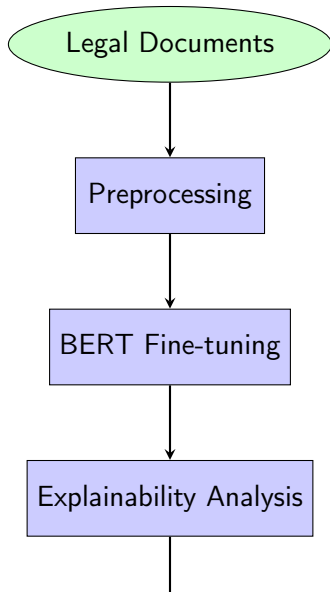 Legal Documents
Preprocessing
BERT Fine-tuning
Explainability Analysis